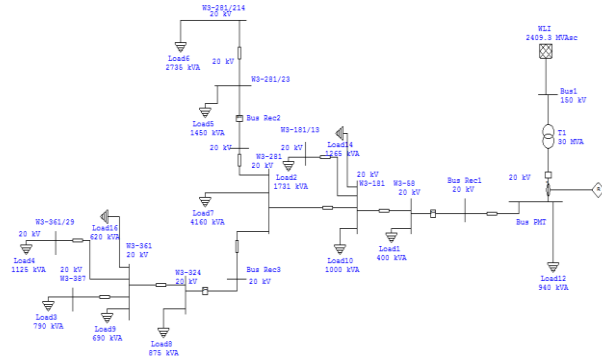 W3-281/214
20 kV
Load6
2735 kVA
20 kV
W3-281/23
Load5
1450 kVA
Bus Rec2
20 kV
W3-281
20 kV
W3-181/13
20 kV
Load2
1731 kVA
Load14
1265 kVA
20 kV
W3-181
W3-58
20 kV
Load7
4160 kVA
Load10
1000 kVA
Load1
400 kVA
Bus Rec1
20 kV
WLI
2409.3 MVAsc
Bus1
150 kV
T1
30 MVA
20 kV
Bus PMT
Load12
940 kVA
W3-361/29
20 kV
Load4
1125 kVA
Load16
620 kVA
W3-361
20 kV
20 kV
W3-387
Load3
790 kVA
Load9
690 kVA
W3-324
20 kV
Load8
875 kVA
Bus Rec3
20 kV